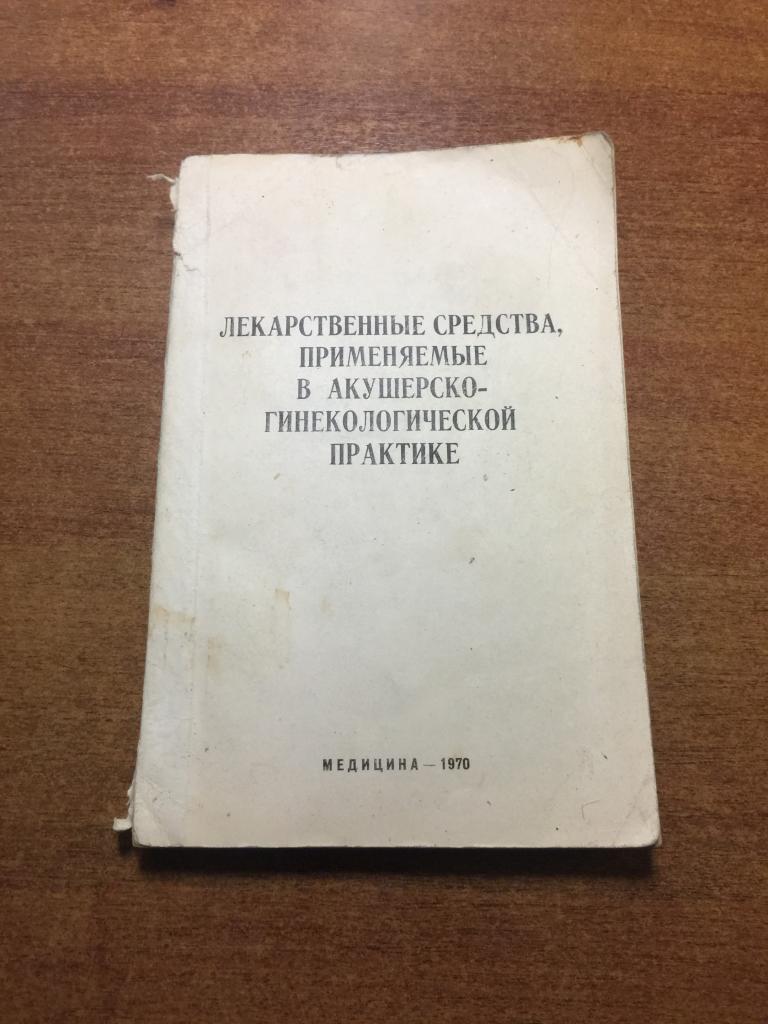 ЛЕКАРСТВЕННЫЕ СРЕДСТВА,
ПРИМЕНЯЕМЫЕ
В АКУШЕРСКО-
ГИНЕКОЛОГИЧЕСКОЙ
ПРАКТИКЕ
МЕДИЦИНА — 1970